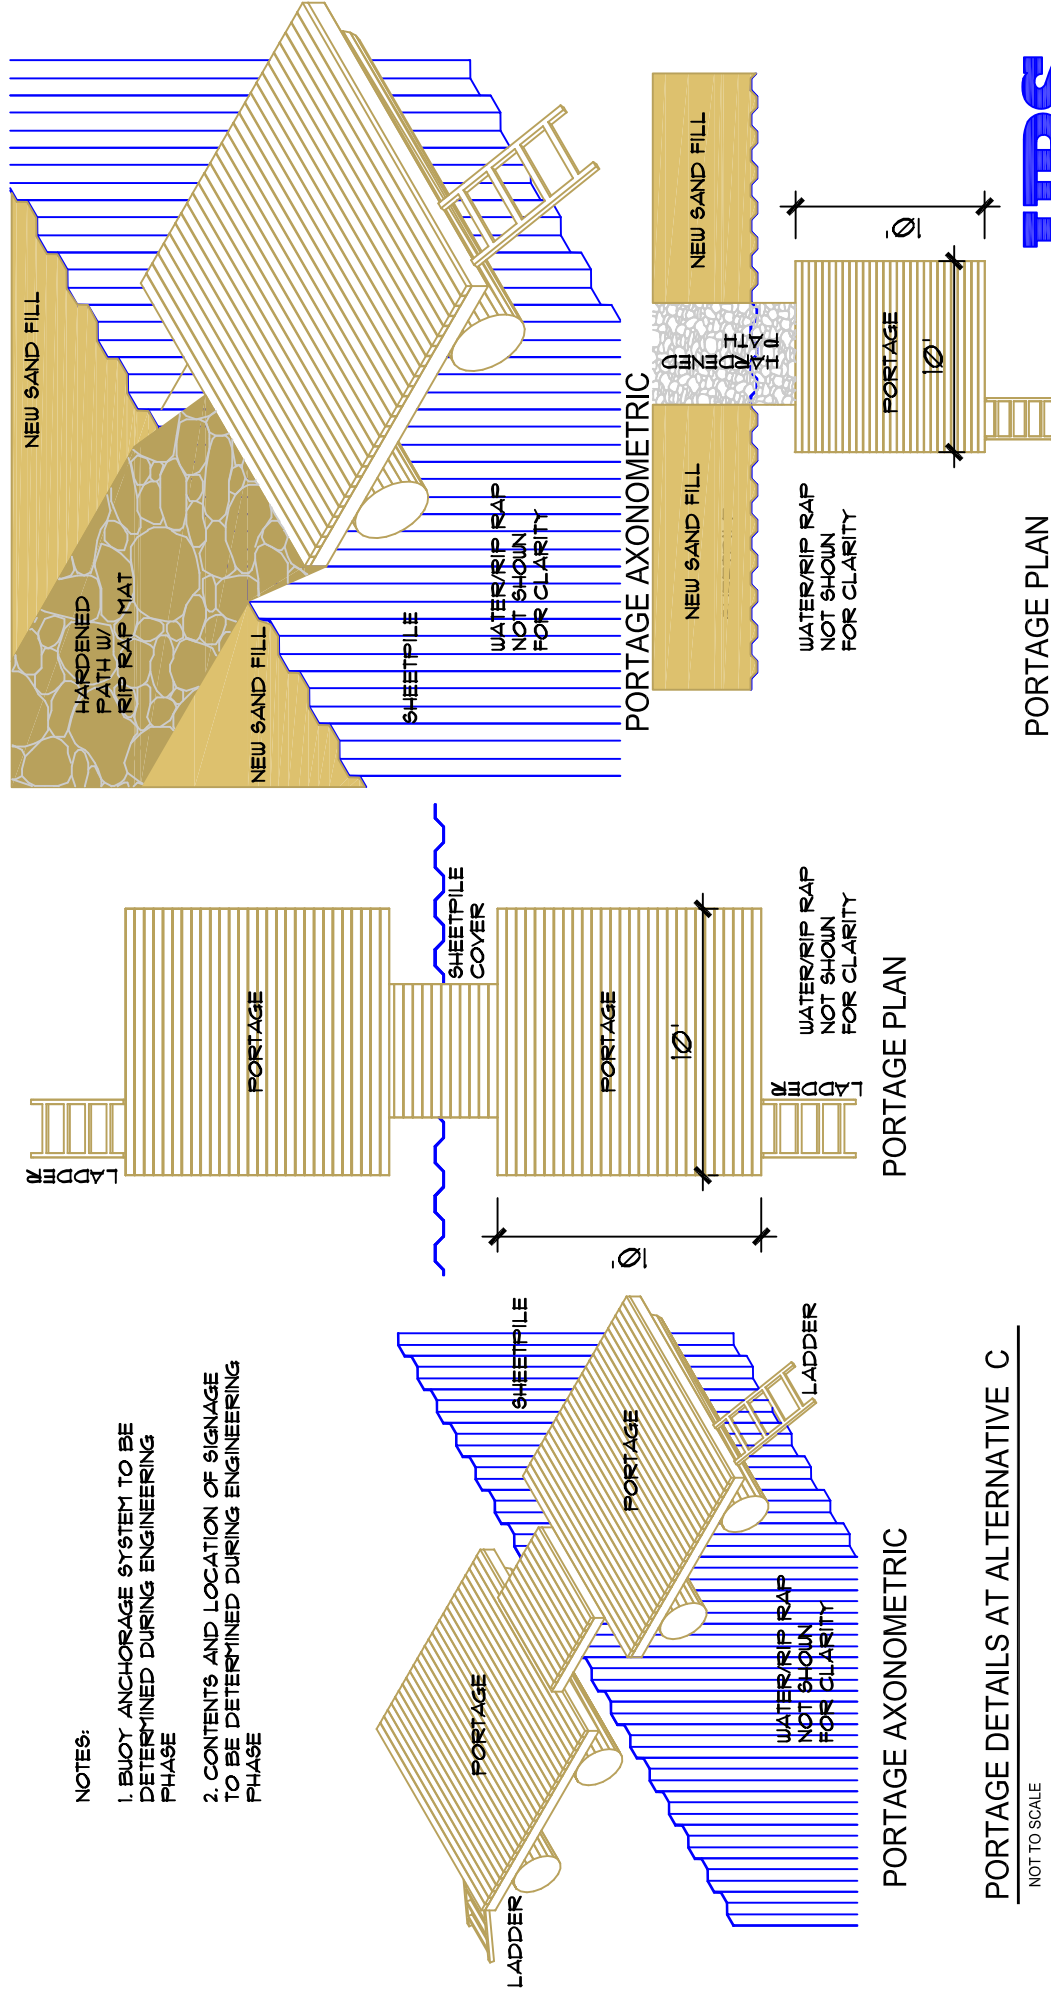 NOTES:
1. BUOY ANCHORAGE SYSTEM TO BE
DETERMINED DURING ENGINEERING
PHASE
2. CONTENTS AND LOCATION OF SIGNAGE
TO BE DETERMINED DURING ENGINEERING
PHASE
LADDER
PORTAGE
PORTAGE
SHEETPILE
LADDER
WATER/RIP RAP
NOT SHOWN
FOR CLARITY
PORTAGE AXONOMETRIC
PORTAGE DETAILS AT ALTERNATIVE C
NOT TO SCALE
LADDER
PORTAGE
SHEETPILE
COVER
PORTAGE
10'
10'
LADDER
WATER/RIP RAP
NOT SHOWN
FOR CLARITY
PORTAGE PLAN
NEW SAND FILL
HARDENED
PATH W/
RIP RAP MAT
NEW SAND FILL
SHEETPILE
WATER/RIP RAP
NOT SHOWN
FOR CLARITY
PORTAGE AXONOMETRIC
NEW SAND FILL
HARDENED
PATH
NEW SAND FILL
PORTAGE
10'
10'
WATER/RIP RAP
NOT SHOWN
FOR CLARITY
PORTAGE PLAN